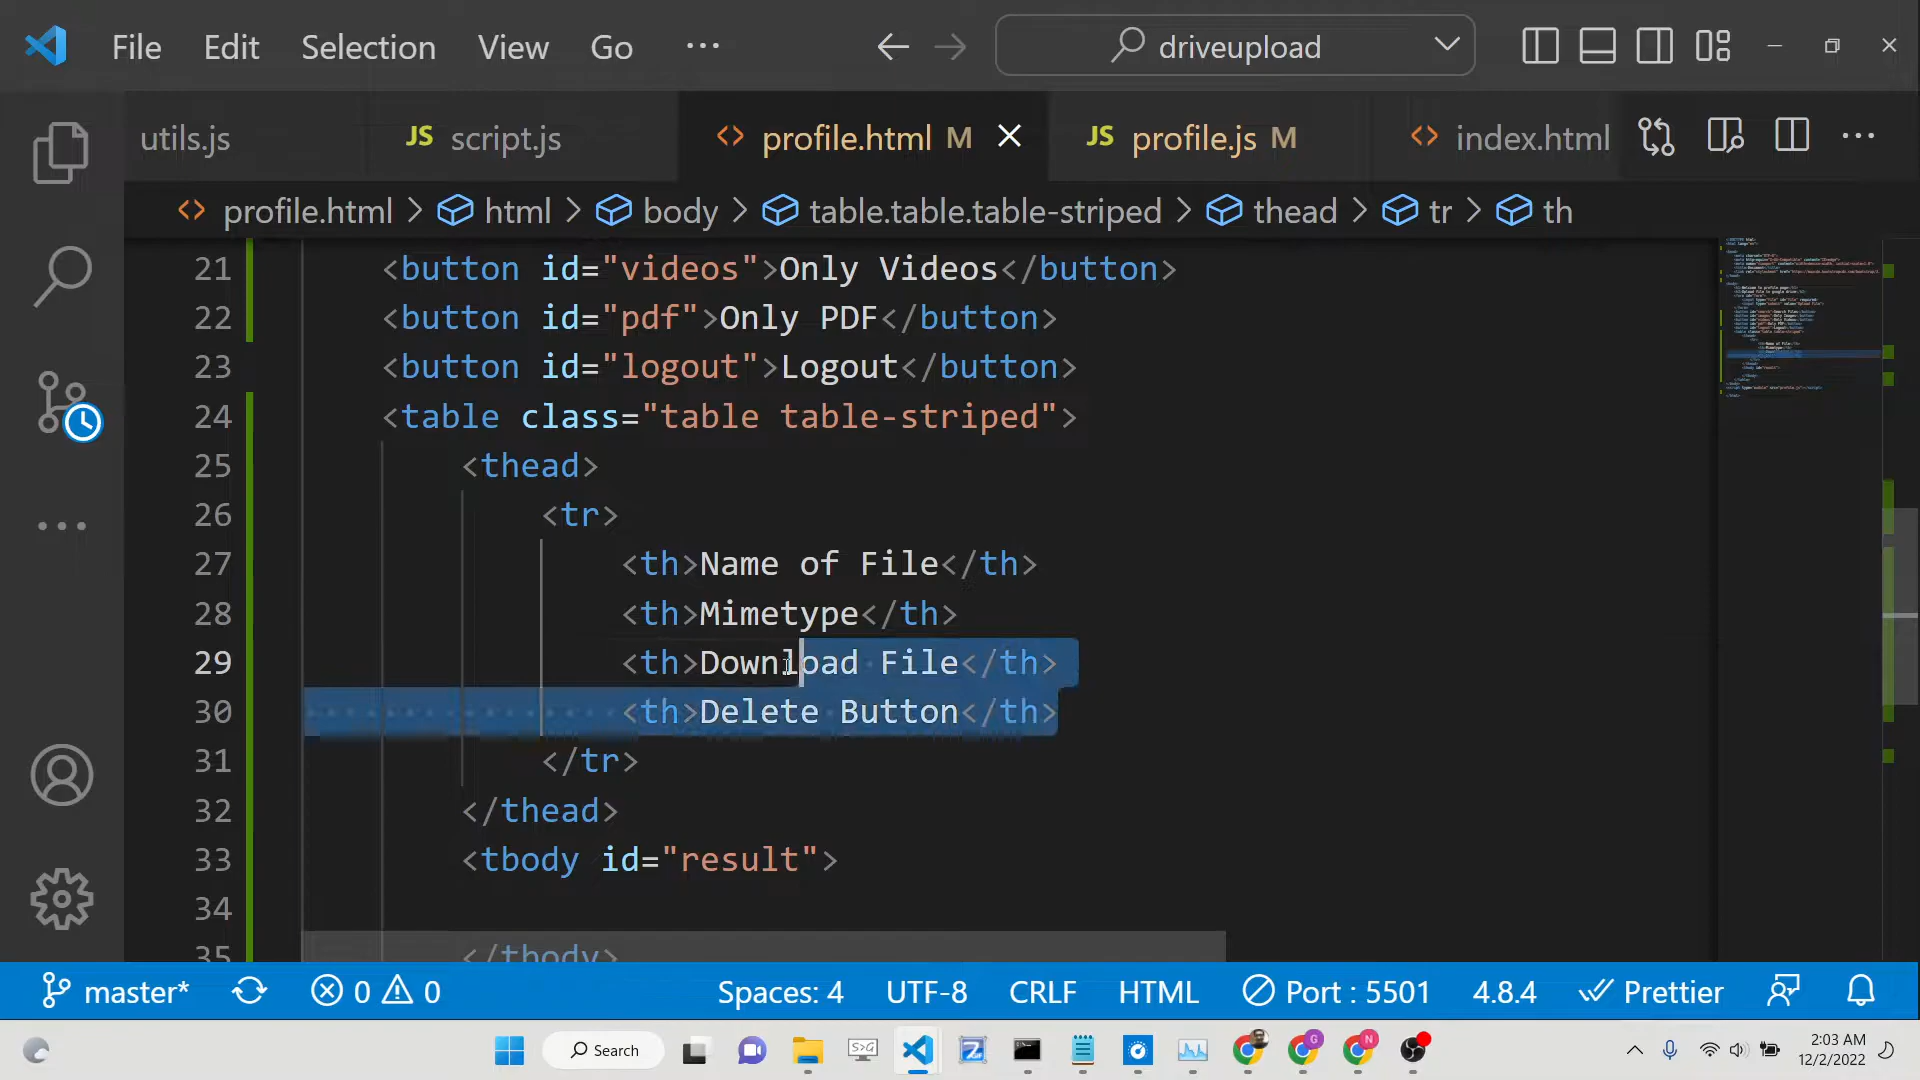 File Edit Selection View Go ... driveupload
utils.js JS script.js <> profile.html M JS profile.js M <> index.html
<> profile.html > html > body > table.table.table-striped > thead > tr > th
21 <button id="videos">Only Videos</button>
22 <button id="pdf">Only PDF</button>
23 <button id="logout">Logout</button>
24 <table class="table table-striped">
25 <thead>
26 <tr>
27 <th>Name of File</th>
28 <th>Mimetype</th>
29 <th>Download File</th>
30 <th>Delete Button</th>
31 </tr>
32 </thead>
33 <tbody id="result">
34
35 </tbody>
master* 0 0 Spaces: 4 UTF-8 CRLF HTML Port : 5501 4.8.4 Prettier
Search 2:03 AM
12/2/2022